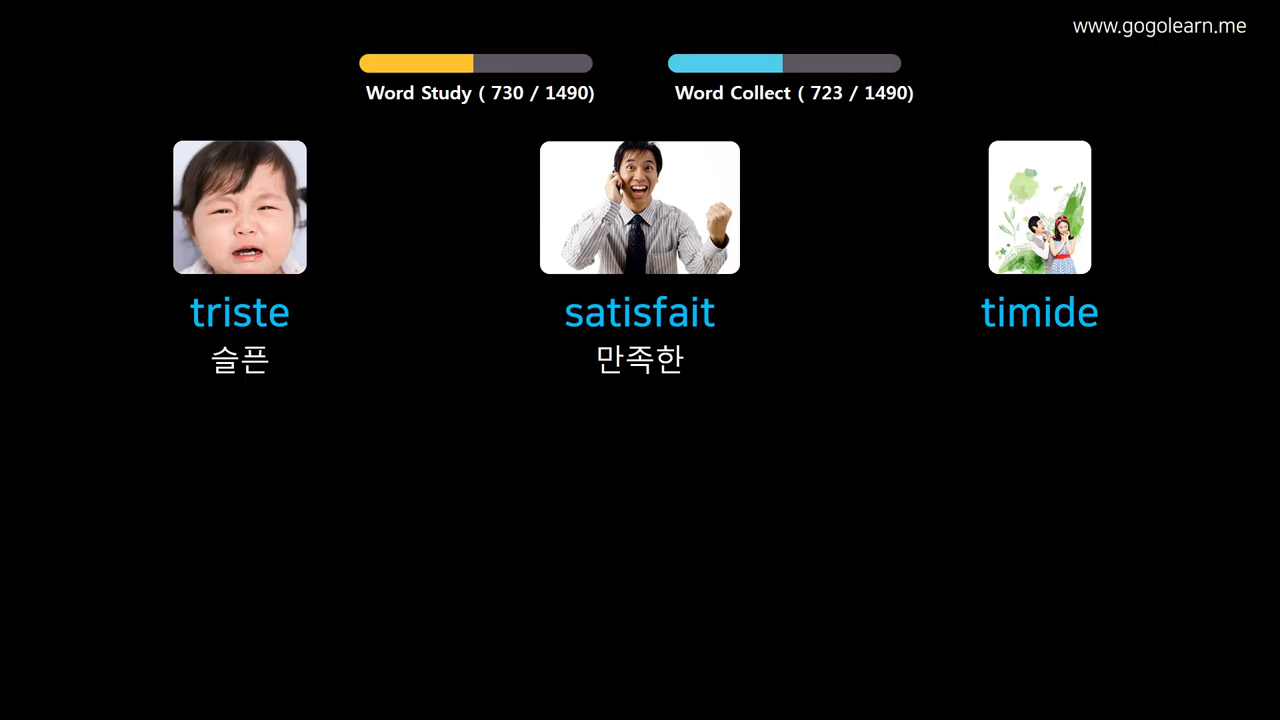 www.gogolearn.me
Word Study ( 730 / 1490)
Word Collect ( 723 / 1490)
triste
satisfait
timide
슬픈
만족한